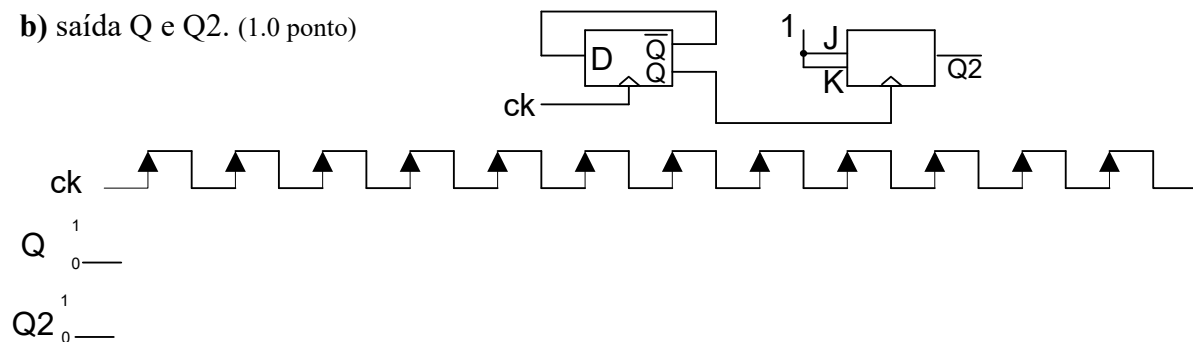 b) saída Q e Q2. (1.0 ponto)
D Q̅
Q
ck
1
J
K
Q2̅
ck
Q 1
0
Q2 1
0